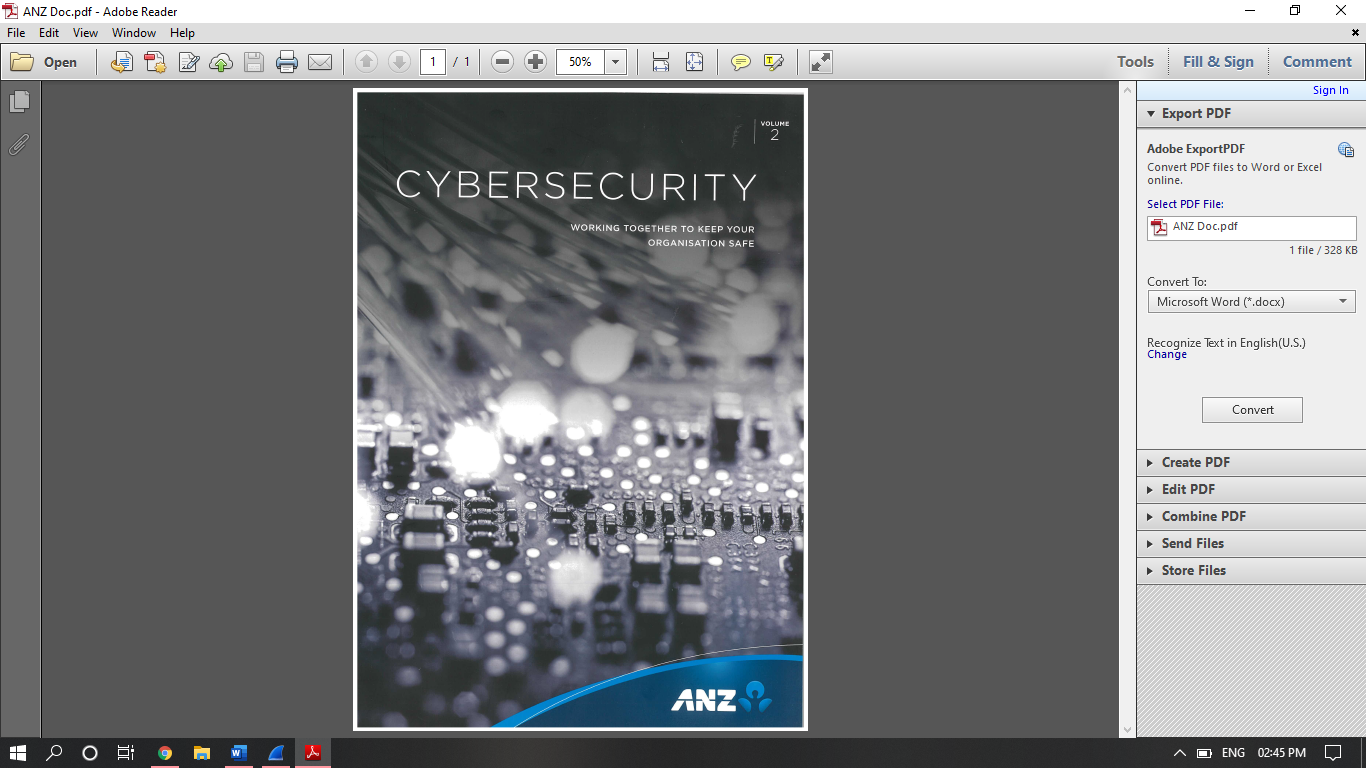 ANZ Doc.pdf - Adobe Reader
File Edit View Window Help
Open
1 / 1
50%
Tools Fill & Sign Comment
Sign In
Export PDF
Adobe ExportPDF
Convert PDF files to Word or Excel
online.
Select PDF File:
ANZ Doc.pdf
1 file / 328 KB
Convert To:
Microsoft Word (*.docx)
Recognize Text in English(U.S.)
Change
Convert
Create PDF
Edit PDF
Combine PDF
Send Files
Store Files
VOLUME
2
CYBERSECURITY
WORKING TOGETHER TO KEEP YOUR
ORGANISATION SAFE
ANZ
ENG 02:45 PM